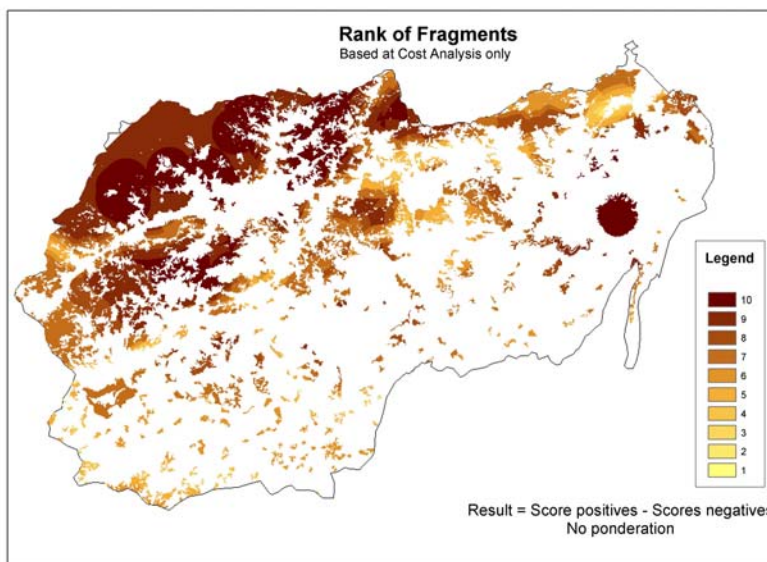 Rank of Fragments
Based at Cost Analysis only
Legend
10
9
8
7
6
5
4
3
2
1
Result = Score positives - Scores negatives
No ponderation